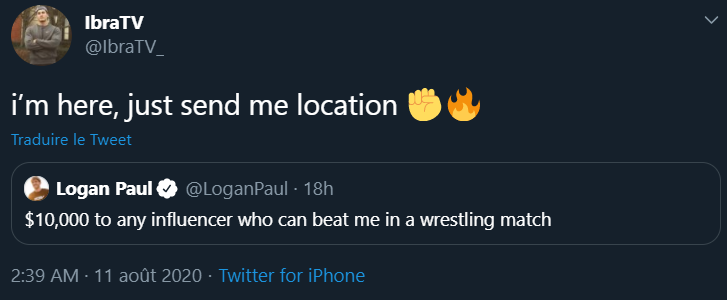 IbraTV
@IbraTV_
i’m here, just send me location ✊🔥
Traduire le Tweet
Logan Paul @LoganPaul · 18h
$10,000 to any influencer who can beat me in a wrestling match
2:39 AM · 11 août 2020 · Twitter for iPhone